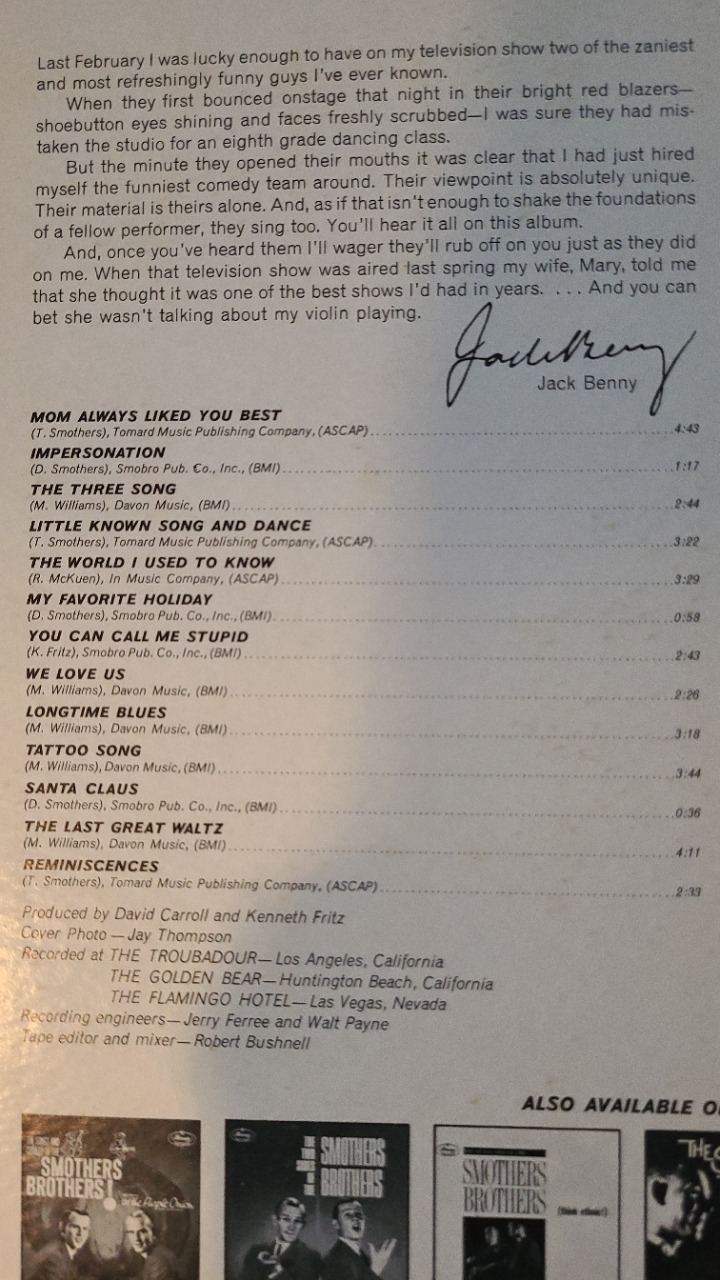 Last February I was lucky enough to have on my television show two of the zaniest
and most refreshingly funny guys I've ever known.
When they first bounced onstage that night in their bright red blazers—
shoebutton eyes shining and faces freshly scrubbed—I was sure they had mis-
taken the studio for an eighth grade dancing class.
But the minute they opened their mouths it was clear that I had just hired
myself the funniest comedy team around. Their viewpoint is absolutely unique.
Their material is theirs alone. And, as if that isn't enough to shake the foundations
of a fellow performer, they sing too. You'll hear it all on this album.
And, once you've heard them I'll wager they'll rub off on you just as they did
on me. When that television show was aired last spring my wife, Mary, told me
that she thought it was one of the best shows I'd had in years. . . . And you can
bet she wasn't talking about my violin playing.
Jack Benny
Jack Benny
MOM ALWAYS LIKED YOU BEST
(T. Smothers), Tomard Music Publishing Company, (ASCAP) 4:43
IMPERSONATION
(D. Smothers), Smobro Pub. Co., Inc., (BMI) 1:17
THE THREE SONG
(M. Williams), Davon Music, (BMI) 2:44
LITTLE KNOWN SONG AND DANCE
(T. Smothers), Tomard Music Publishing Company, (ASCAP) 3:22
THE WORLD I USED TO KNOW
(R. McKuen), In Music Company, (ASCAP) 3:29
MY FAVORITE HOLIDAY
(D. Smothers), Smobro Pub. Co., Inc., (BMI) 0:58
YOU CAN CALL ME STUPID
(K. Fritz), Smobro Pub. Co., Inc., (BMI) 2:43
WE LOVE US
(M. Williams), Davon Music, (BMI) 2:26
LONGTIME BLUES
(M. Williams), Davon Music, (BMI) 3:18
TATTOO SONG
(M. Williams), Davon Music, (BMI) 3:44
SANTA CLAUS
(D. Smothers), Smobro Pub. Co., Inc., (BMI) 0:36
THE LAST GREAT WALTZ
(M. Williams), Davon Music, (BMI) 4:11
REMINISCENCES
(T. Smothers), Tomard Music Publishing Company, (ASCAP) 2:33
Produced by David Carroll and Kenneth Fritz
Cover Photo — Jay Thompson
Recorded at THE TROUBADOUR — Los Angeles, California
THE GOLDEN BEAR — Huntington Beach, California
THE FLAMINGO HOTEL — Las Vegas, Nevada
Recording engineers — Jerry Ferree and Walt Payne
Tape editor and mixer — Robert Bushnell
ALSO AVAILABLE
SMOTHERS
BROTHERS!
SMOTHERS
BROTHERS
SMOTHERS
BROTHERS
THE